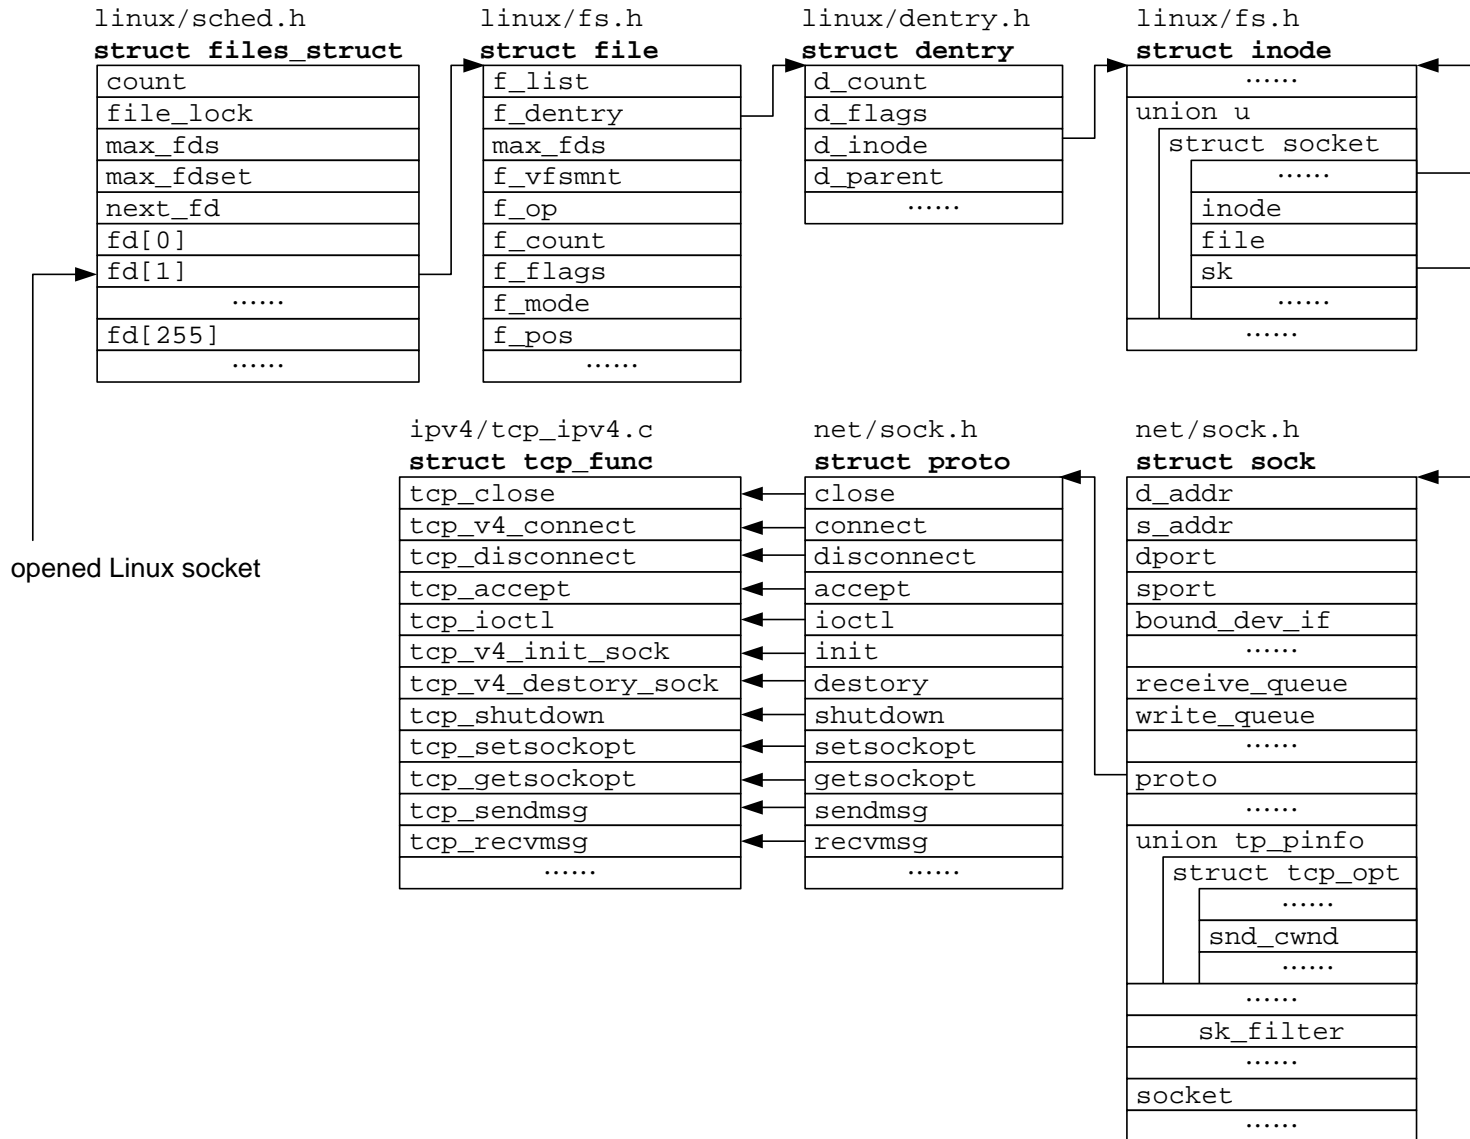 linux/sched.h
struct files_struct
count
file_lock
max_fds
max_fdset
next_fd
fd[0]
fd[1]
......
fd[255]
......
linux/fs.h
struct file
f_list
f_dentry
max_fds
f_vfsmnt
f_op
f_count
f_flags
f_mode
f_pos
......
linux/dentry.h
struct dentry
d_count
d_flags
d_inode
d_parent
......
linux/fs.h
struct inode
......
union u
struct socket
......
inode
file
sk
......
......
opened Linux socket
ipv4/tcp_ipv4.c
struct tcp_func
tcp_close
tcp_v4_connect
tcp_disconnect
tcp_accept
tcp_ioctl
tcp_v4_init_sock
tcp_v4_destory_sock
tcp_shutdown
tcp_setsockopt
tcp_getsockopt
tcp_sendmsg
tcp_recvmsg
......
net/sock.h
struct proto
close
connect
disconnect
accept
ioctl
init
destory
shutdown
setsockopt
getsockopt
sendmsg
recvmsg
......
net/sock.h
struct sock
d_addr
s_addr
dport
sport
bound_dev_if
......
receive_queue
write_queue
......
proto
......
union tp_pinfo
struct tcp_opt
......
snd_cwnd
......
......
sk_filter
......
socket
......